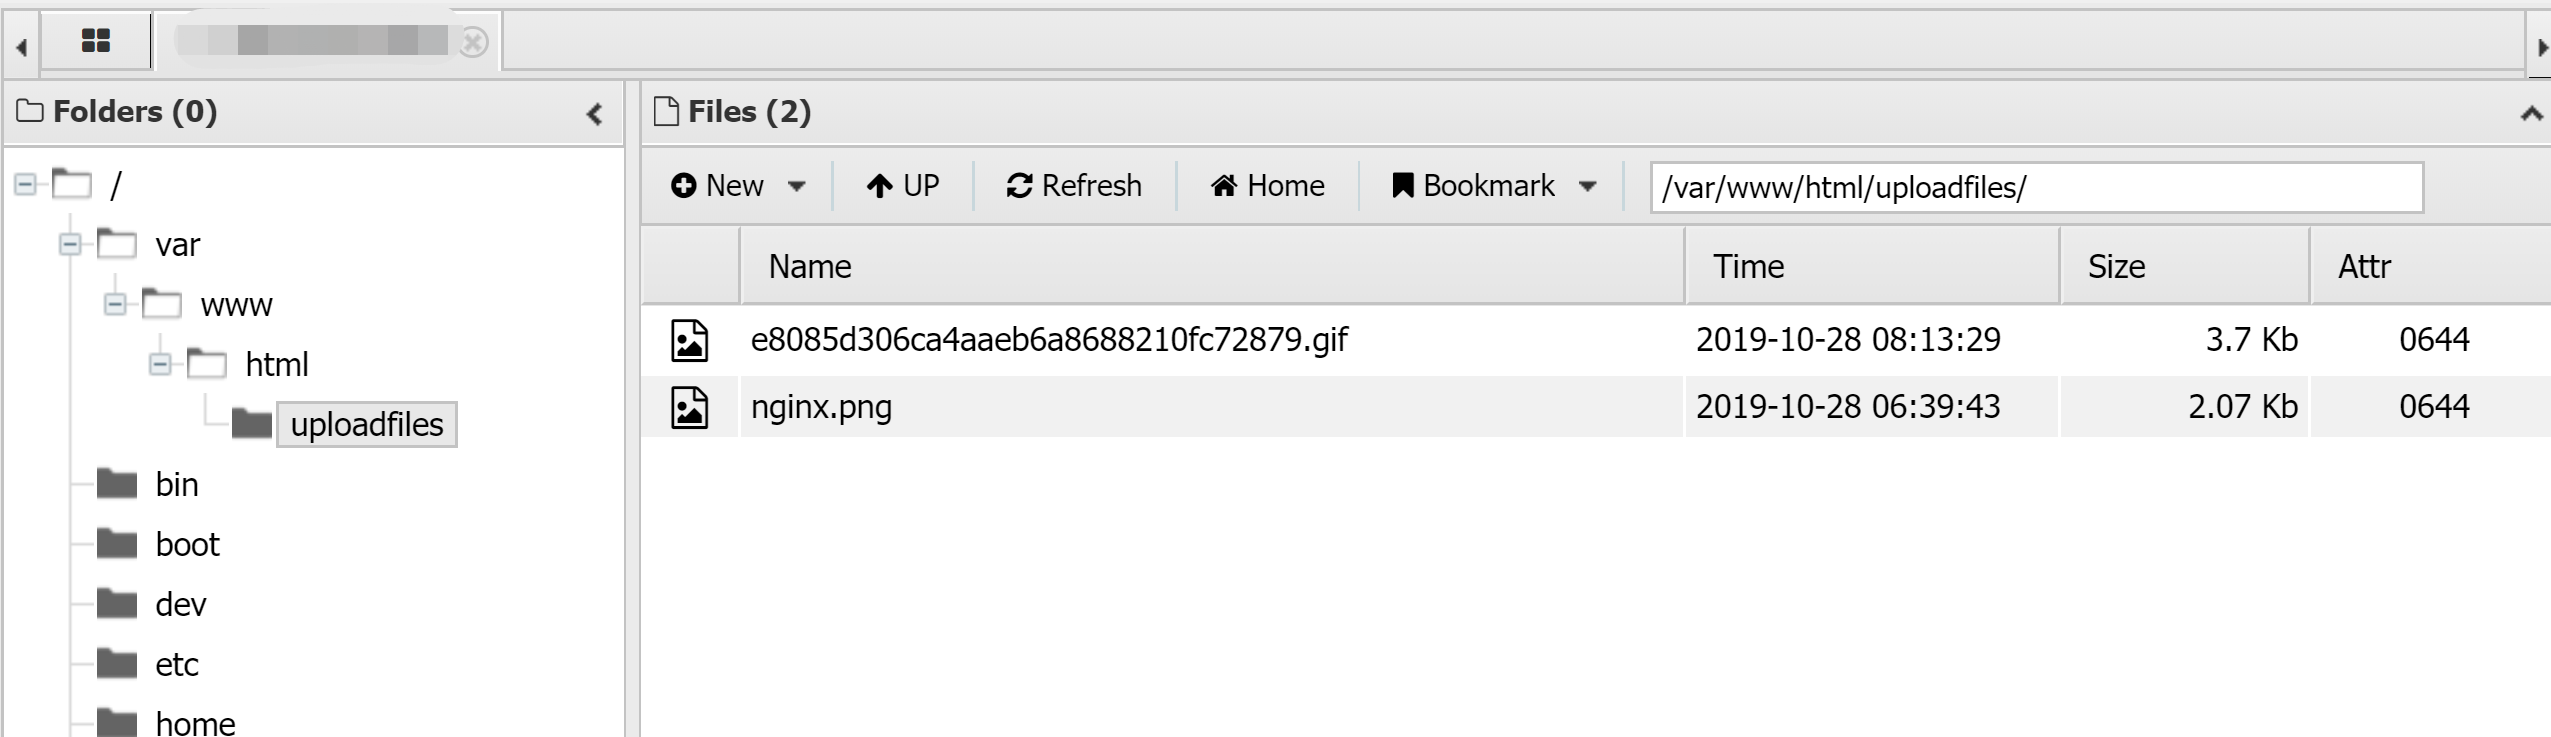 Folders (0)
/
var
www
html
uploadfiles
bin
boot
dev
etc
home
Files (2)
New UP Refresh Home Bookmark /var/www/html/uploadfiles/
Name Time Size Attr
e8085d306ca4aaeb6a8688210fc72879.gif 2019-10-28 08:13:29 3.7 Kb 0644
nginx.png 2019-10-28 06:39:43 2.07 Kb 0644